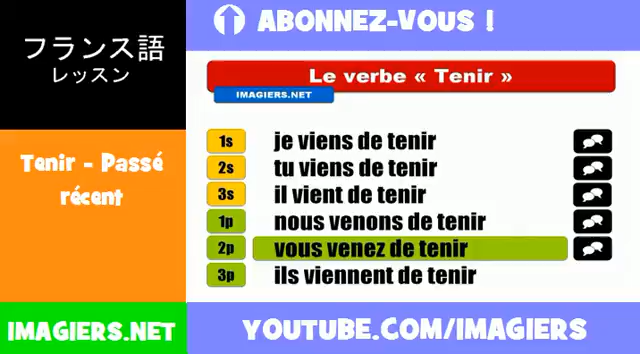 フランス語
レッスン
Tenir - Passé
récent
IMAGIERS.NET
ABONNEZ-VOUS !
Le verbe « Tenir »
IMAGIERS.NET
1s je viens de tenir
2s tu viens de tenir
3s il vient de tenir
1p nous venons de tenir
2p vous venez de tenir
3p ils viennent de tenir
YOUTUBE.COM/IMAGIERS